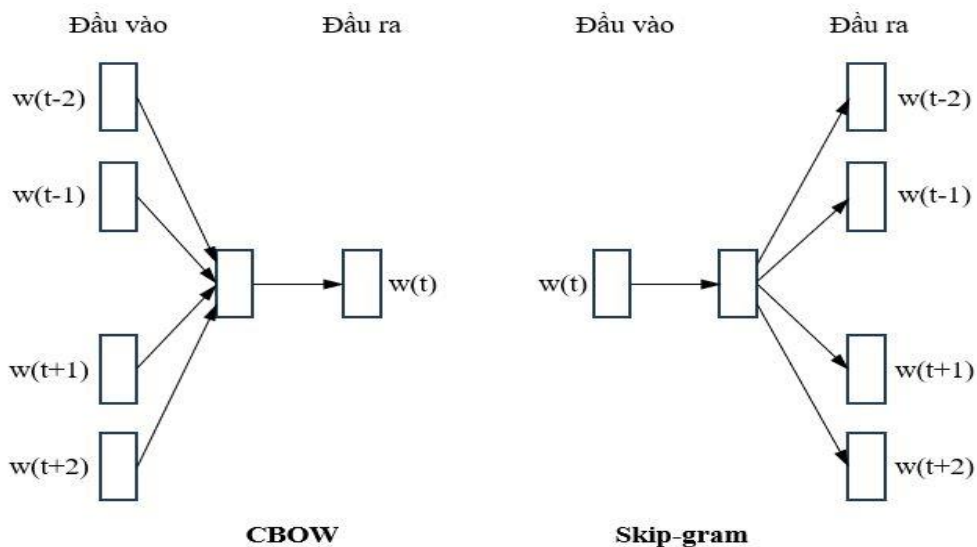 Đầu vào Đầu ra Đầu vào Đầu ra
w(t-2) w(t-2)
w(t-1) w(t-1)
w(t) w(t)
w(t+1) w(t+1)
w(t+2) w(t+2)
CBOW Skip-gram